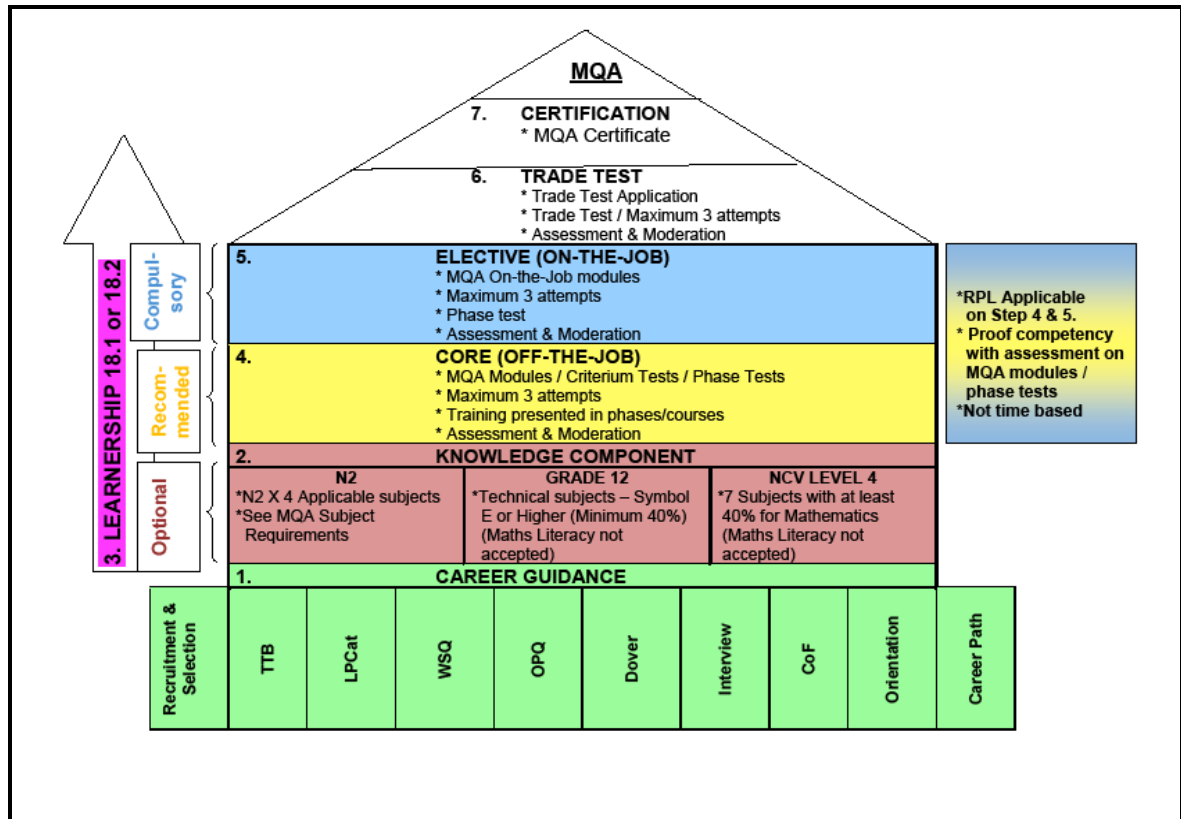 MQA
7. CERTIFICATION
* MQA Certificate
6. TRADE TEST
* Trade Test Application
* Trade Test / Maximum 3 attempts
* Assessment & Moderation
3. LEARNERSHIP 18.1 or 18.2
Compul-
sory
5. ELECTIVE (ON-THE-JOB)
* MQA On-the-Job modules
* Maximum 3 attempts
* Phase test
* Assessment & Moderation
*RPL Applicable
on Step 4 & 5.
* Proof competency
with assessment on
MQA modules /
phase tests
*Not time based
Recom-
mended
4. CORE (OFF-THE-JOB)
* MQA Modules / Criterium Tests / Phase Tests
* Maximum 3 attempts
* Training presented in phases/courses
* Assessment & Moderation
Optional
2. KNOWLEDGE COMPONENT
N2
*N2 X 4 Applicable subjects
*See MQA Subject
Requirements
GRADE 12
*Technical subjects – Symbol
E or Higher (Minimum 40%)
(Maths Literacy not
accepted)
NCV LEVEL 4
*7 Subjects with at least
40% for Mathematics
(Maths Literacy not
accepted)
1. CAREER GUIDANCE
Recruitment &
Selection
TTB
LPCat
WSQ
OPQ
Dover
Interview
CoF
Orientation
Career Path